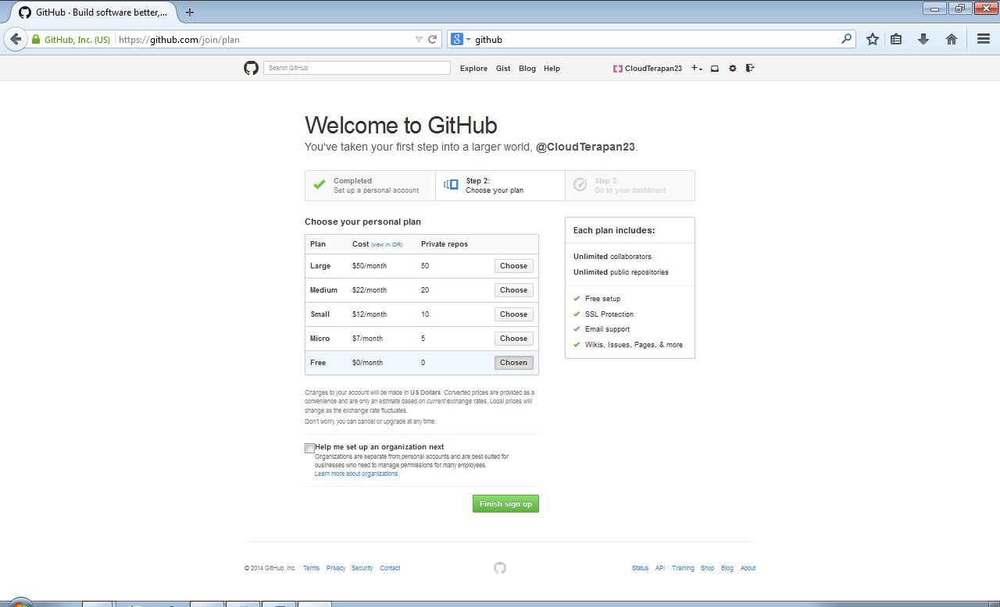 GitHub · Build software better,...
GitHub, Inc. (US) https://github.com/join/plan
github
Search GitHub Explore Gist Blog Help CloudTerapan23
Welcome to GitHub
You've taken your first step into a larger world, @CloudTerapan23.
Completed
Set up a personal account
Step 2:
Choose your plan
Step 3:
Go to your dashboard
Choose your personal plan
Plan Cost (view in IDR) Private repos
Large $50/month 50 Choose
Medium $22/month 20 Choose
Small $12/month 10 Choose
Micro $7/month 5 Choose
Free $0/month 0 Chosen
Charges to your account will be made in US Dollars. Converted prices are provided as a
convenience and are only an estimate based on current exchange rates. Local prices will
change as the exchange rate fluctuates.
Don't worry, you can cancel or upgrade at any time.
Help me set up an organization next
Organizations are separate from personal accounts and are best suited for
businesses who need to manage permissions for many employees.
Learn more about organizations.
Finish sign up
Each plan includes:
Unlimited collaborators
Unlimited public repositories
Free setup
SSL Protection
Email support
Wikis, Issues, Pages, & more
© 2014 GitHub, Inc. Terms Privacy Security Contact
Status API Training Shop Blog About